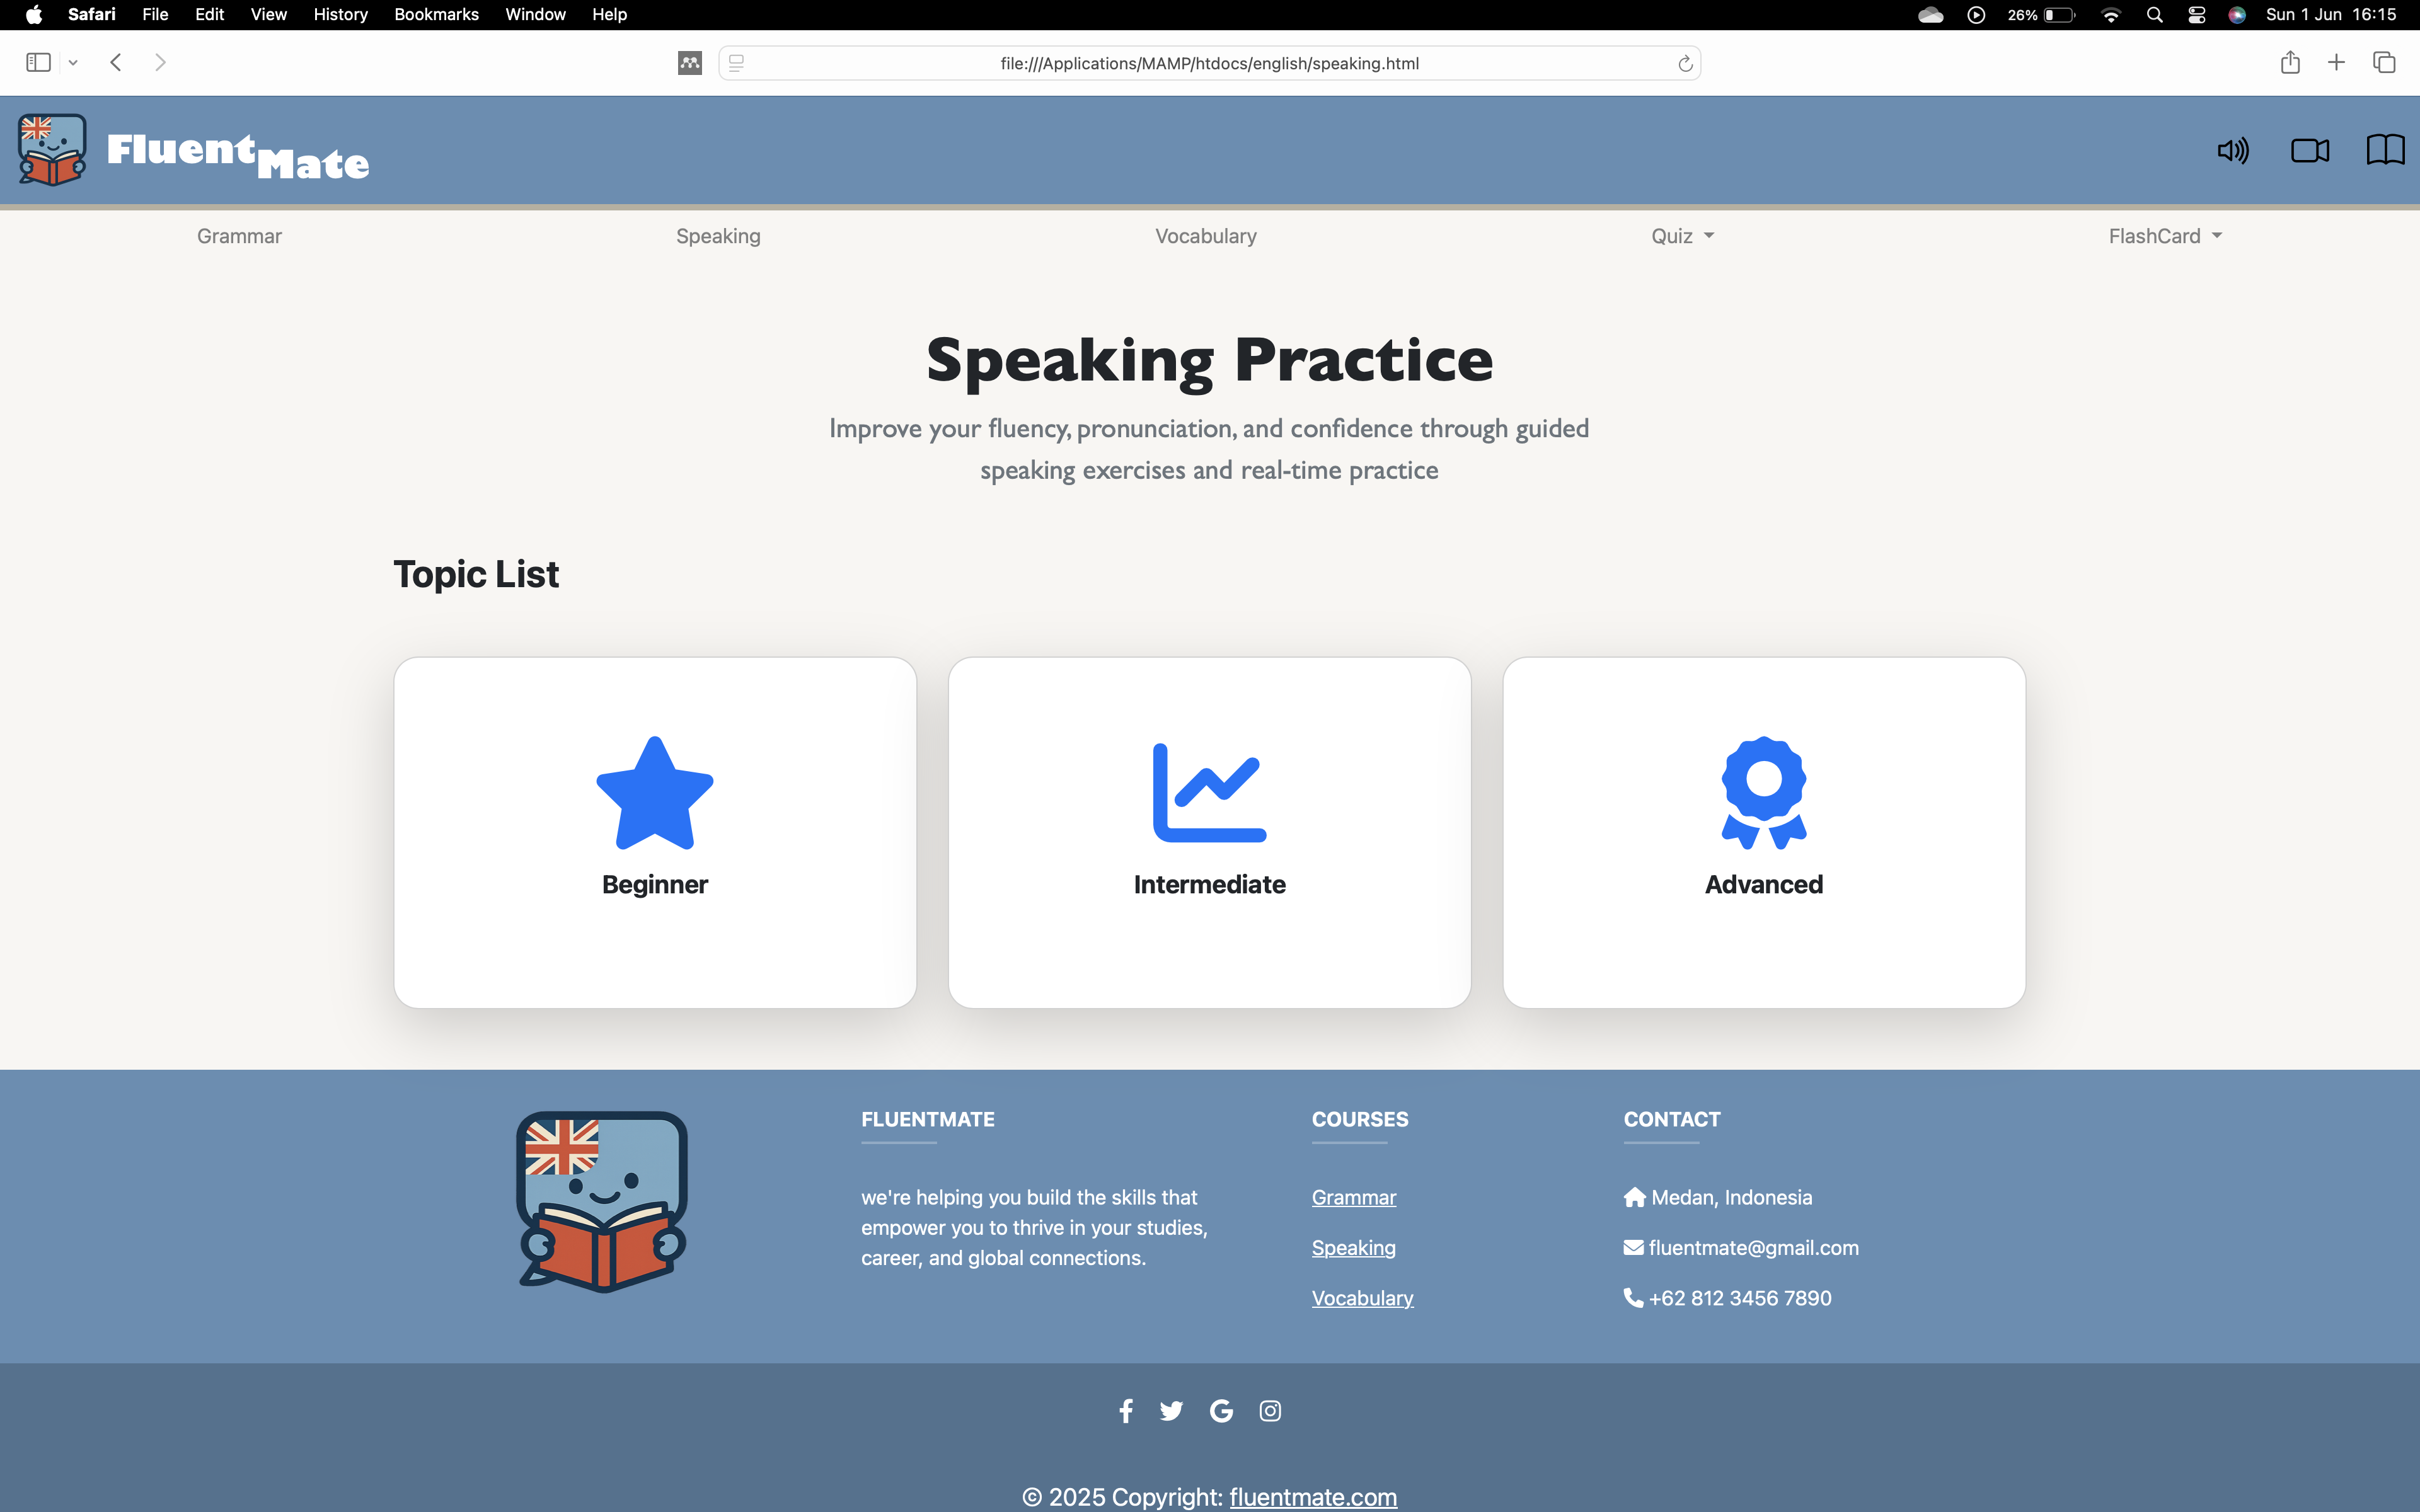 Safari File Edit View History Bookmarks Window Help 26% Sun 1 Jun 16:15
file:///Applications/MAMP/htdocs/english/speaking.html
FluentMate
Grammar Speaking Vocabulary Quiz FlashCard
Speaking Practice
Improve your fluency, pronunciation, and confidence through guided
speaking exercises and real-time practice
Topic List
Beginner
Intermediate
Advanced
FLUENTMATE
we're helping you build the skills that
empower you to thrive in your studies,
career, and global connections.
COURSES
Grammar
Speaking
Vocabulary
CONTACT
Medan, Indonesia
fluentmate@gmail.com
+62 812 3456 7890
© 2025 Copyright: fluentmate.com